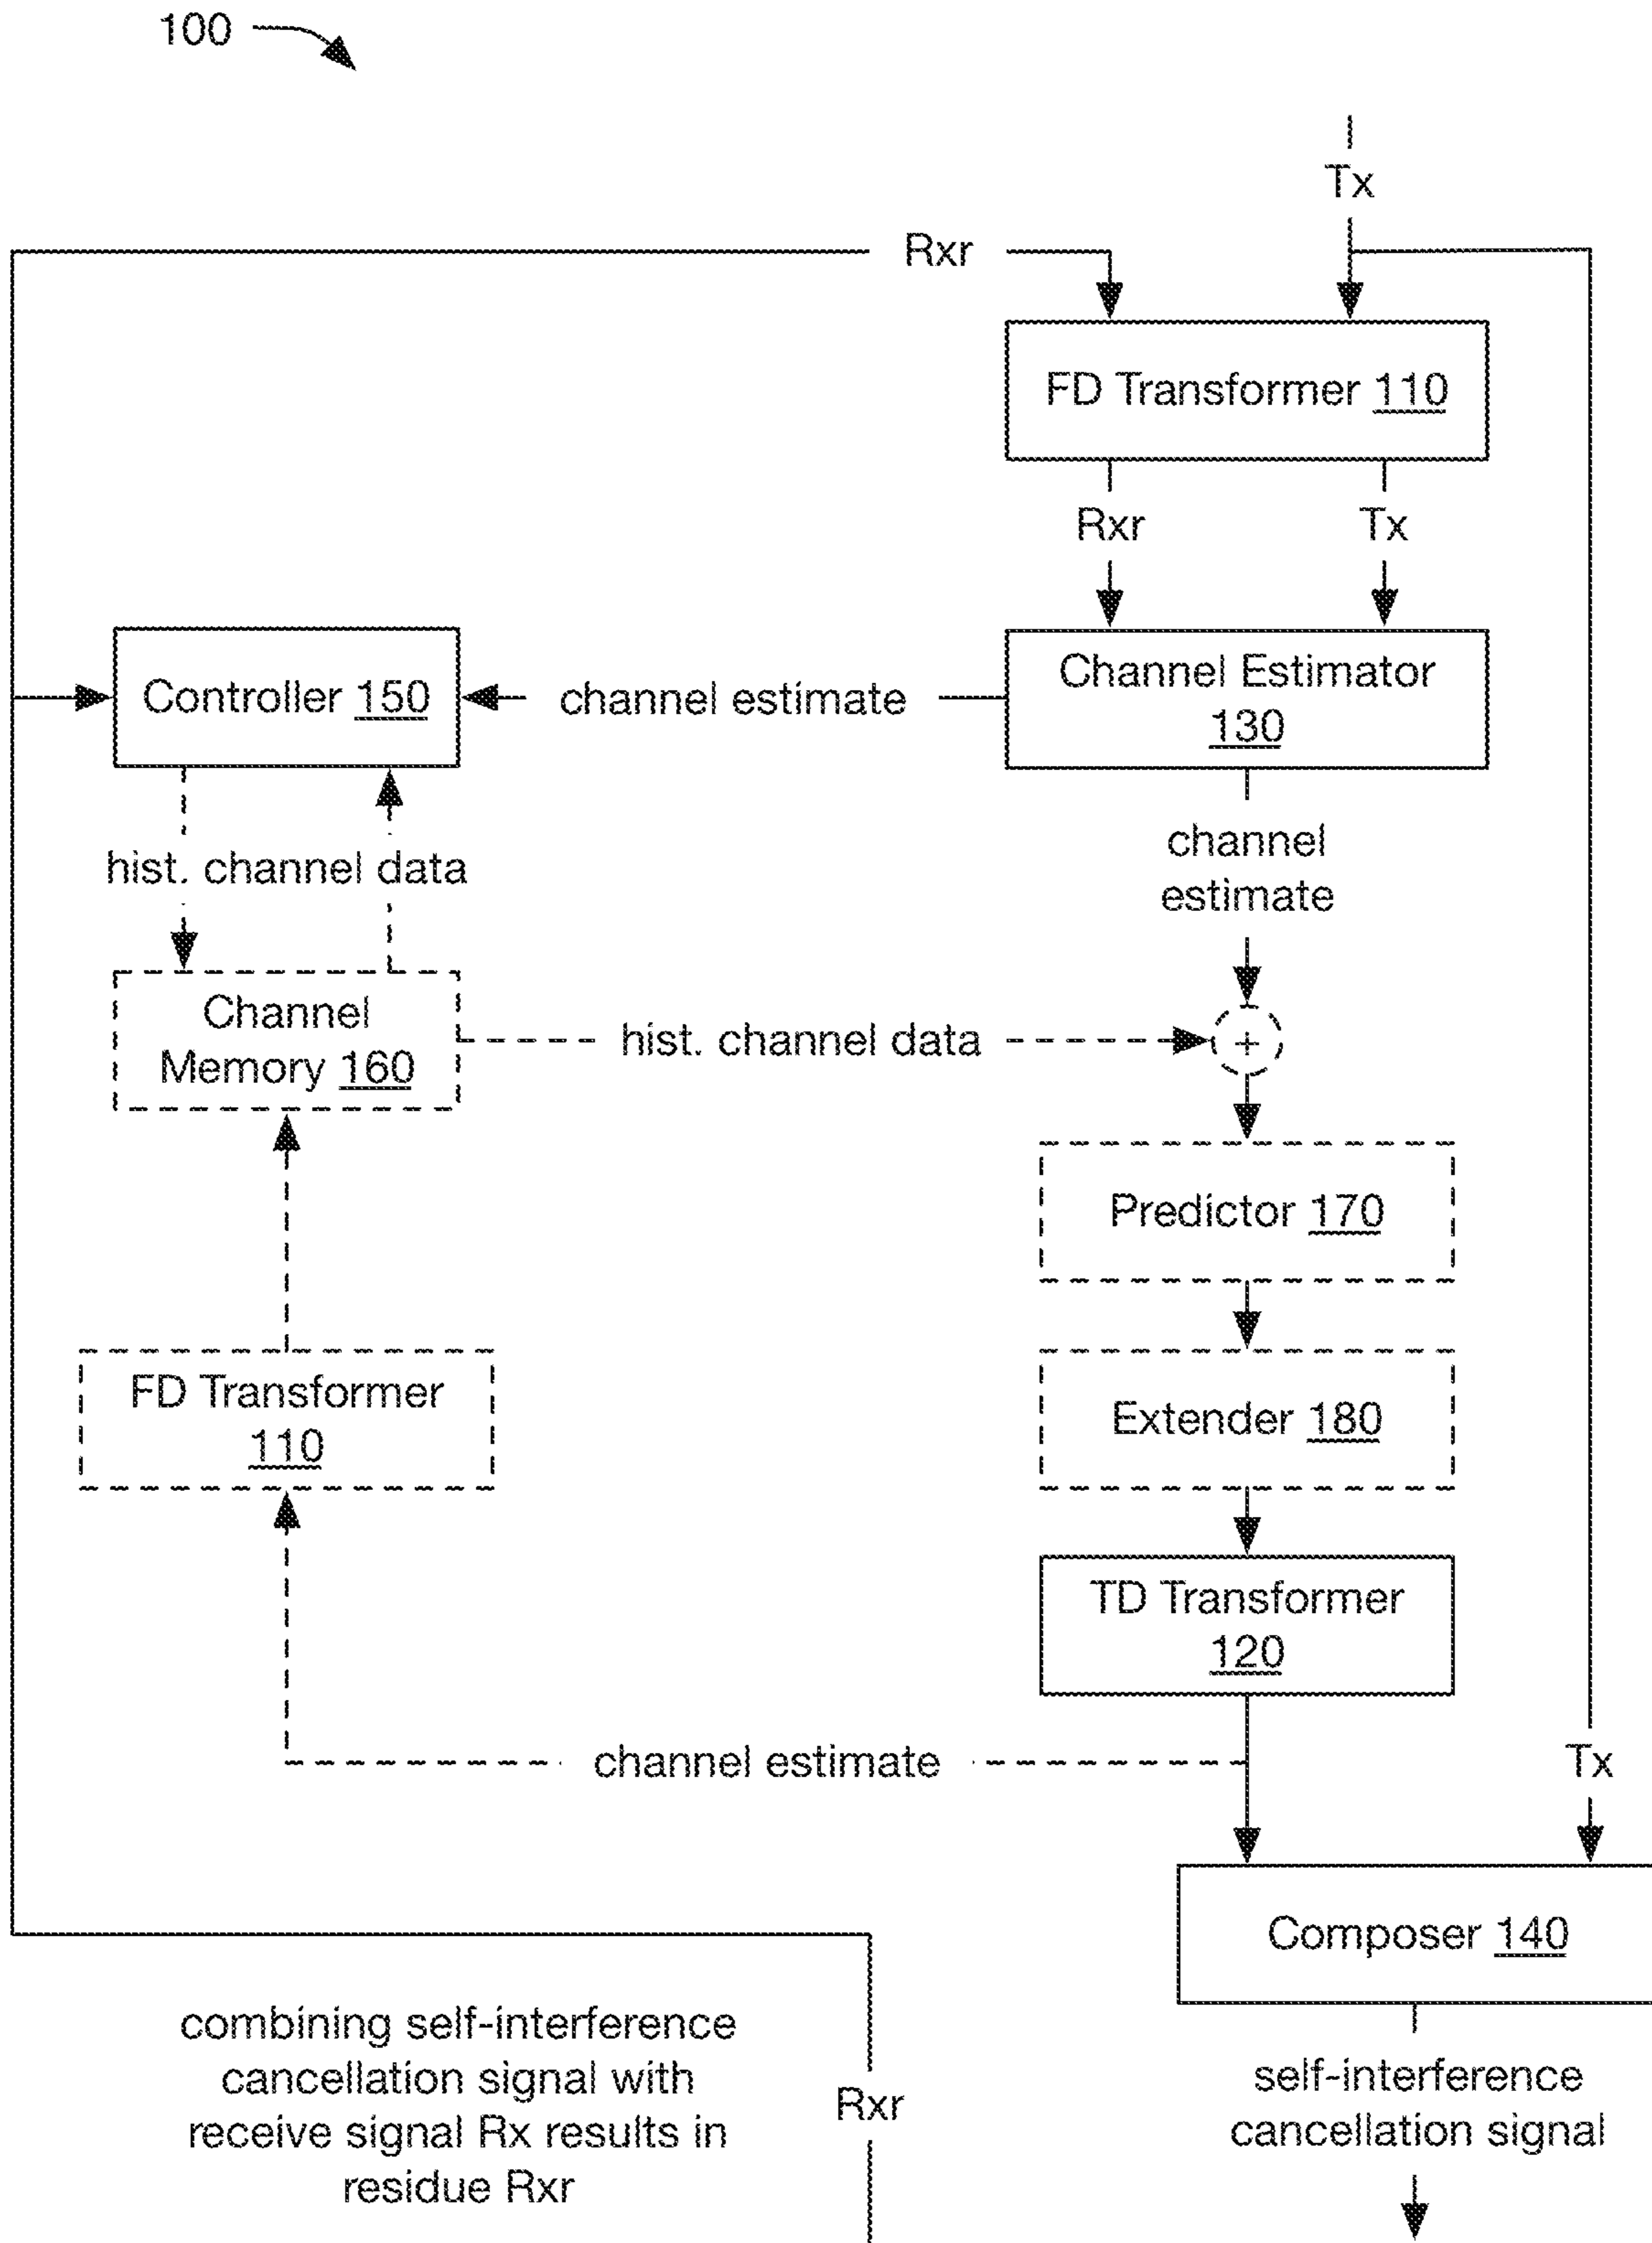 100
Tx
Rxr
FD Transformer 110
Rxr
Tx
Controller 150
channel estimate
Channel Estimator
130
hist. channel data
channel
estimate
Channel
Memory 160
hist. channel data
+
Predictor 170
FD Transformer
110
Extender 180
TD Transformer
120
channel estimate
Tx
Composer 140
combining self-interference
cancellation signal with
receive signal Rx results in
residue Rxr
Rxr
self-interference
cancellation signal